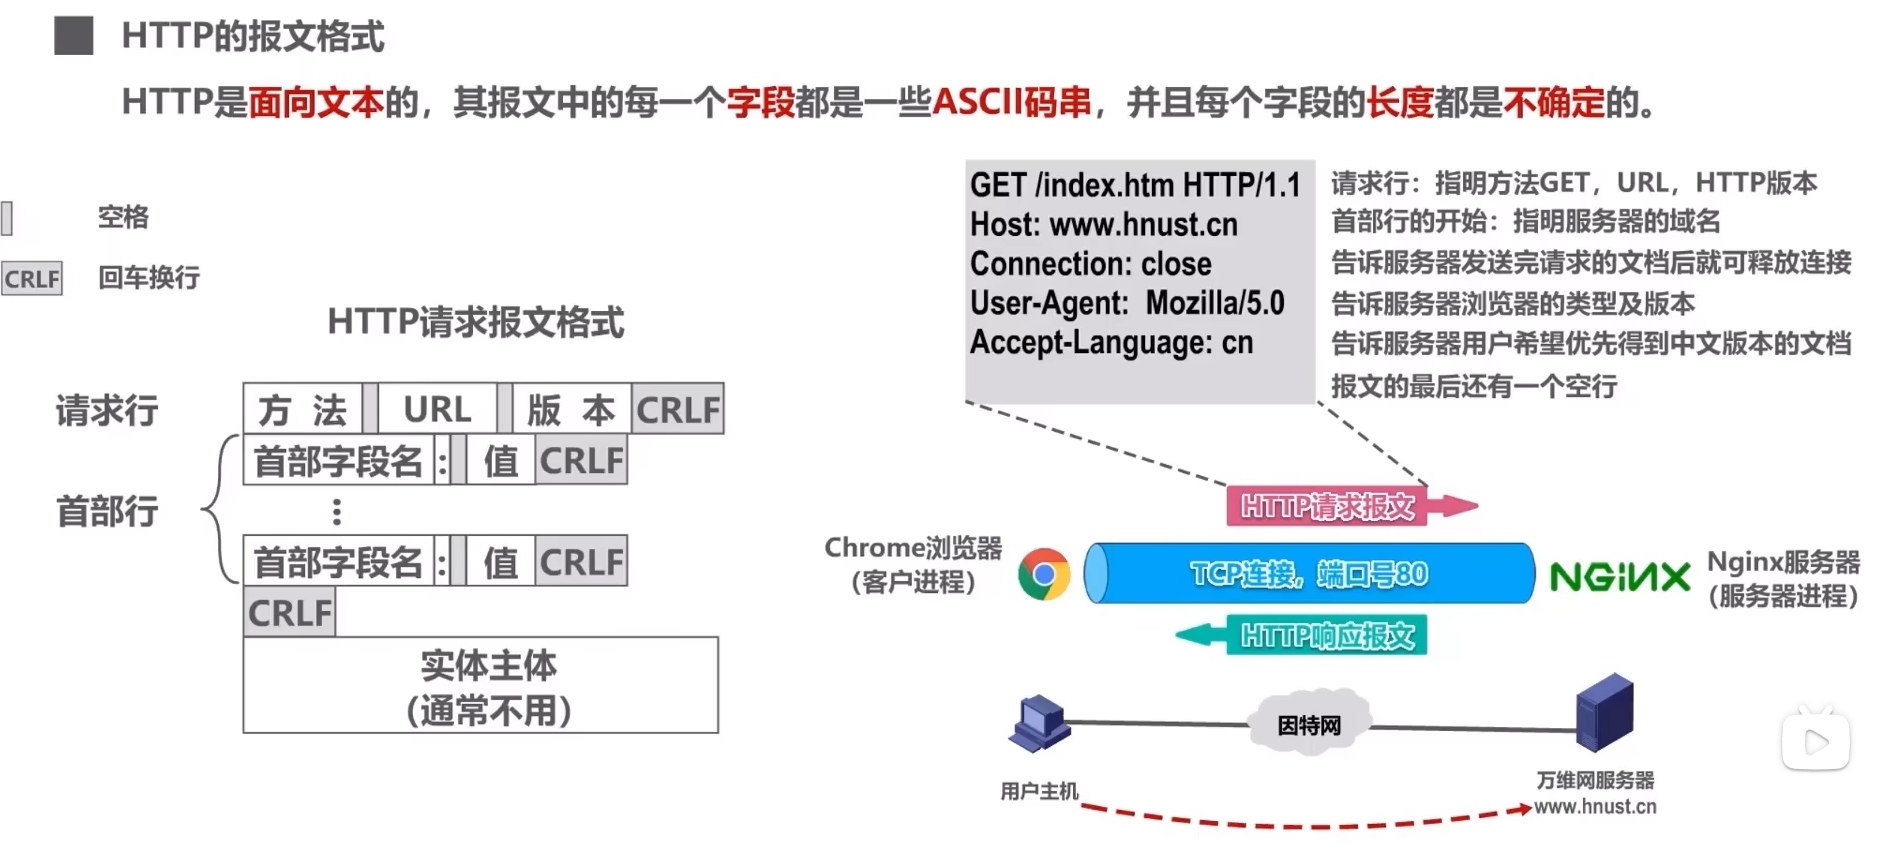 HTTP的报文格式
HTTP是面向文本的，其报文中的每一个字段都是一些ASCII码串，并且每个字段的长度都是不确定的。
空格
CRLF 回车换行
HTTP请求报文格式
请求行 方 法 URL 版 本 CRLF
首部行
首部字段名 : 值 CRLF
⋮
首部字段名 : 值 CRLF
CRLF
实体主体
（通常不用）
GET /index.htm HTTP/1.1 请求行：指明方法GET，URL，HTTP版本
Host: www.hnust.cn 首部行的开始：指明服务器的域名
Connection: close 告诉服务器发送完请求的文档后就可释放连接
User-Agent: Mozilla/5.0 告诉服务器浏览器的类型及版本
Accept-Language: cn 告诉服务器用户希望优先得到中文版本的文档
报文的最后还有一个空行
HTTP请求报文
Chrome浏览器
（客户进程）
TCP连接，端口号80
NGiNX
Nginx服务器
（服务器进程）
HTTP响应报文
因特网
用户主机
万维网服务器
www.hnust.cn